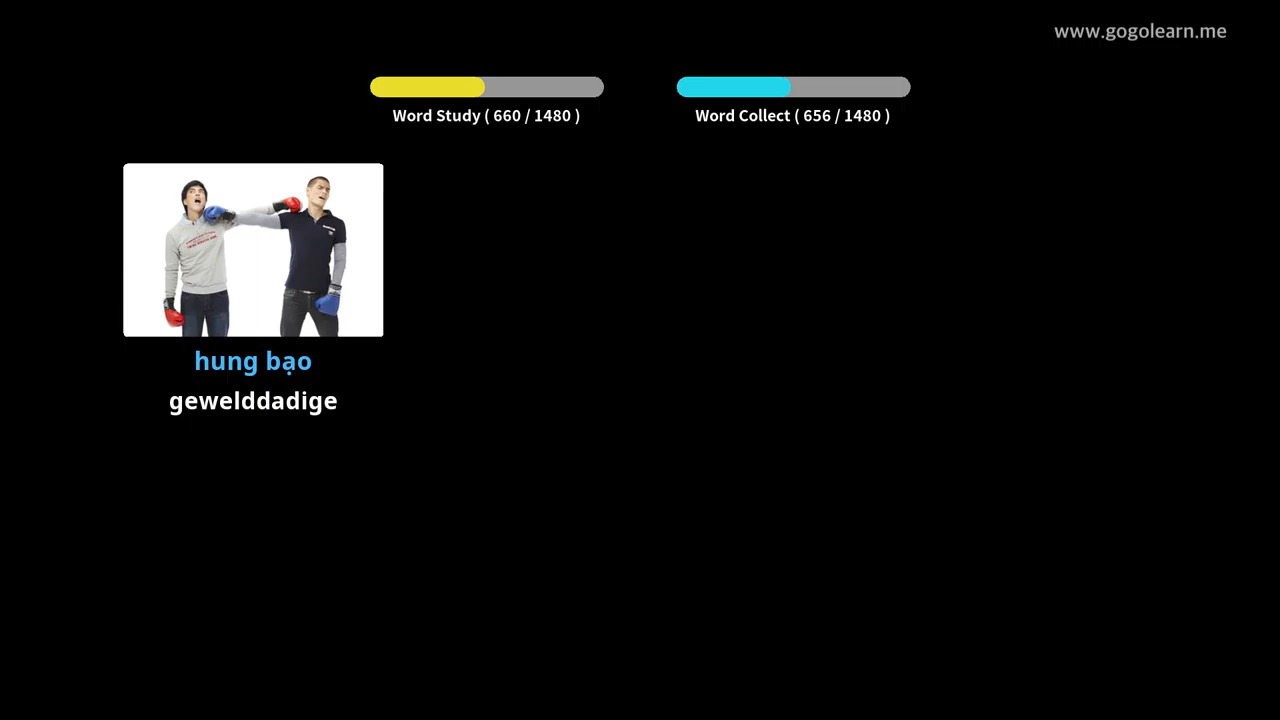 www.gogolearn.me
Word Study ( 660 / 1480 )
Word Collect ( 656 / 1480 )
hung bạo
gewelddadige